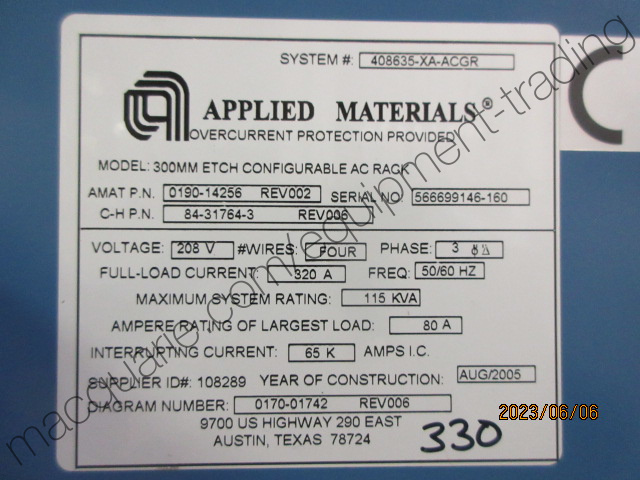 SYSTEM #: 408635-XA-ACGR
APPLIED MATERIALS®
OVERCURRENT PROTECTION PROVIDED
MODEL: 300MM ETCH CONFIGURABLE AC RACK
AMAT P.N. 0190-14256 REV002 SERIAL NO. 566699146-160
C-H P.N. 84-31764-3 REV006
VOLTAGE: 208 V #WIRES: FOUR PHASE: 3
FULL-LOAD CURRENT: 320 A FREQ: 50/60 HZ
MAXIMUM SYSTEM RATING: 115 KVA
AMPERE RATING OF LARGEST LOAD: 80 A
INTERRUPTING CURRENT: 65 K AMPS I.C.
SUPPLIER ID#: 108289 YEAR OF CONSTRUCTION: AUG/2005
DIAGRAM NUMBER: 0170-01742 REV006
9700 US HIGHWAY 290 EAST
AUSTIN, TEXAS 78724
330
2023/06/06
macquarie.com/equipment-trading